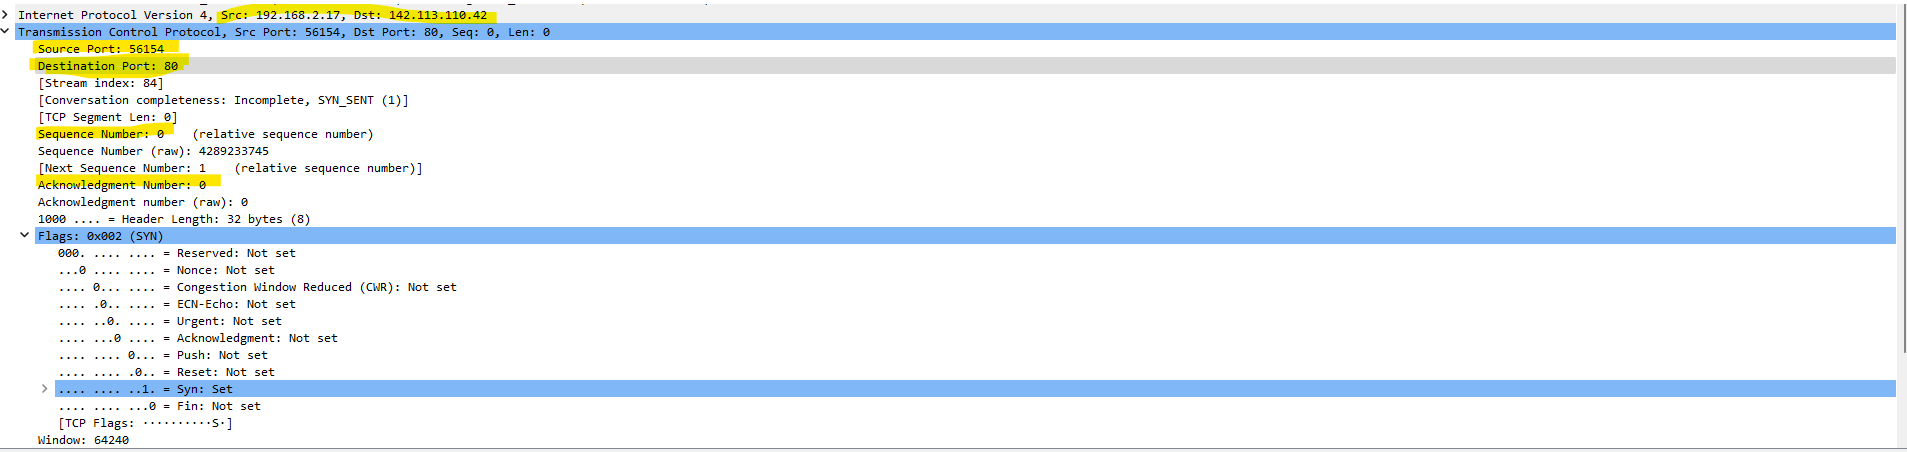 Internet Protocol Version 4, Src: 192.168.2.17, Dst: 142.113.110.42
Transmission Control Protocol, Src Port: 56154, Dst Port: 80, Seq: 0, Len: 0
Source Port: 56154
Destination Port: 80
[Stream index: 84]
[Conversation completeness: Incomplete, SYN_SENT (1)]
[TCP Segment Len: 0]
Sequence Number: 0    (relative sequence number)
Sequence Number (raw): 4289233745
[Next Sequence Number: 1    (relative sequence number)]
Acknowledgment Number: 0
Acknowledgment number (raw): 0
1000 .... = Header Length: 32 bytes (8)
Flags: 0x002 (SYN)
000. .... .... = Reserved: Not set
...0 .... .... = Nonce: Not set
.... 0... .... = Congestion Window Reduced (CWR): Not set
.... .0.. .... = ECN-Echo: Not set
.... ..0. .... = Urgent: Not set
.... ...0 .... = Acknowledgment: Not set
.... .... 0... = Push: Not set
.... .... .0.. = Reset: Not set
.... .... ..1. = Syn: Set
.... .... ...0 = Fin: Not set
[TCP Flags: ··········S·]
Window: 64240